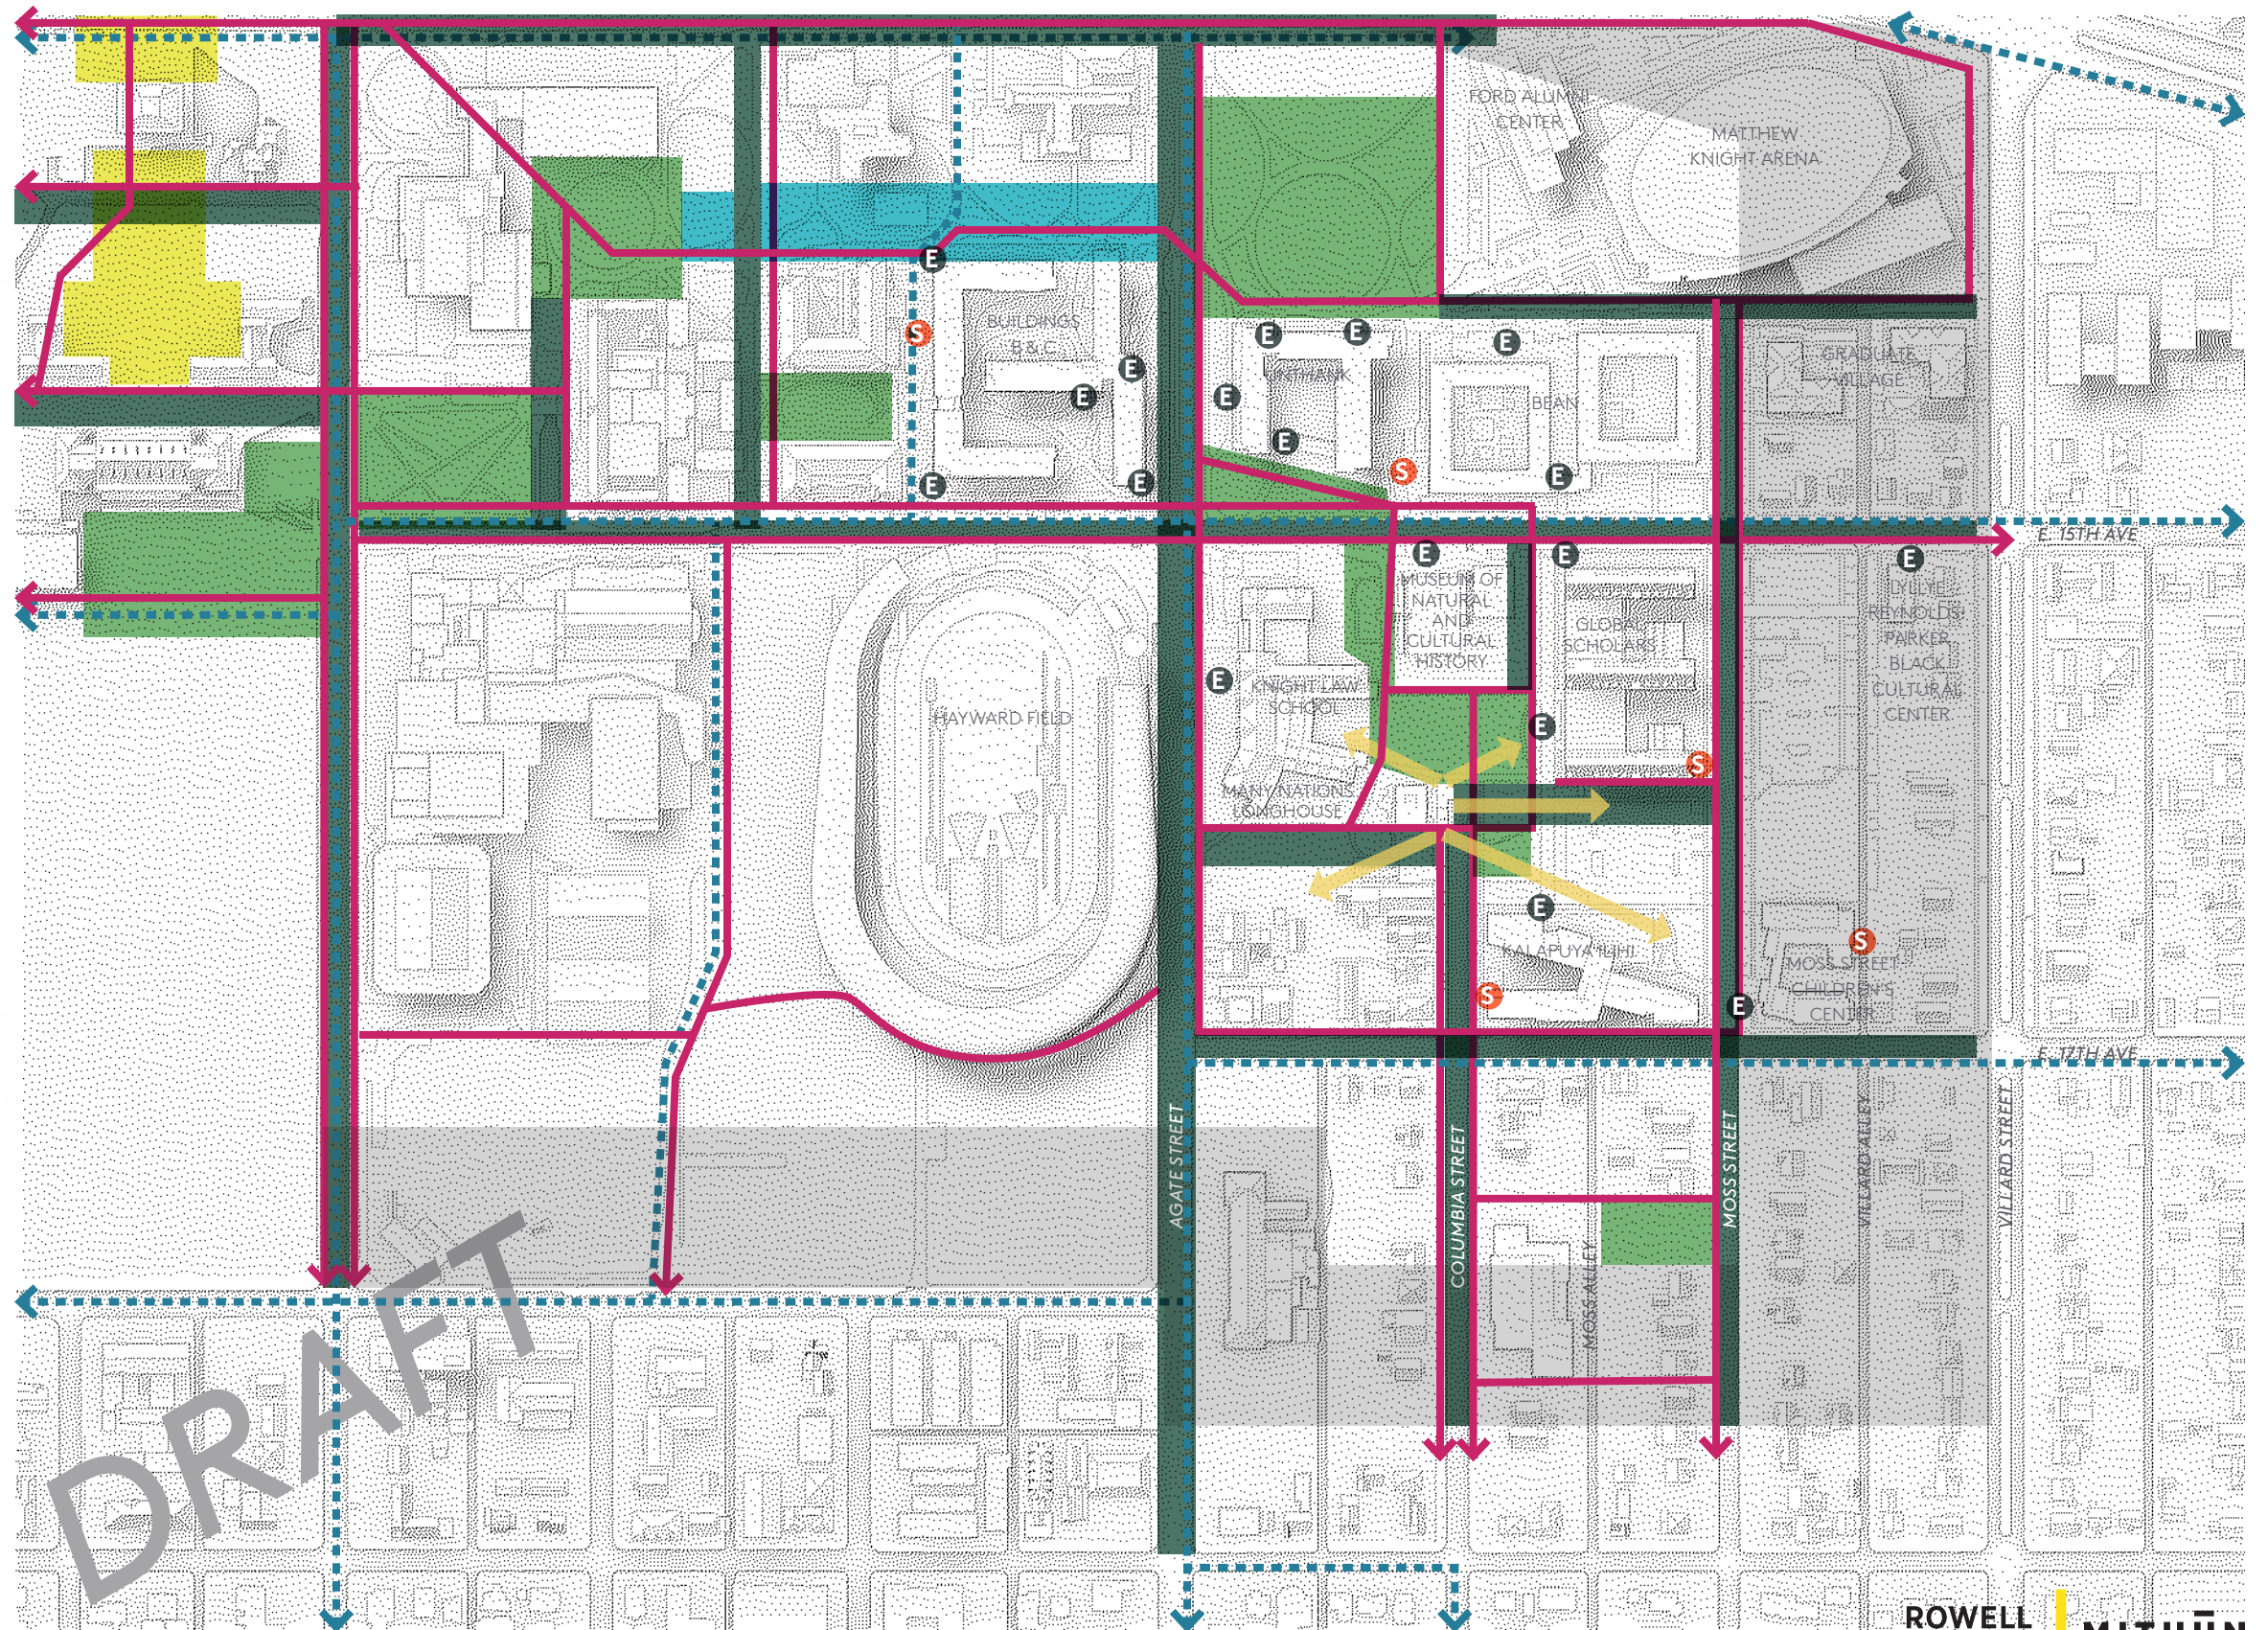 FORD ALUMNI
CENTER
MATTHEW
KNIGHT ARENA
E
S
BUILDINGS
B & C
E
E
E
E
E
E
E
E
E
UNTHANK
S
E
BEAN
E
GRADUATE
VILLAGE
E. 15TH AVE
E
MUSEUM OF
NATURAL
AND
CULTURAL
HISTORY
E
GLOBAL
SCHOLARS
E
LYLLYE
REYNOLDS-
PARKER
BLACK
CULTURAL
CENTER
E
KNIGHT LAW
SCHOOL
HAYWARD FIELD
E
S
MANY NATIONS
LONGHOUSE
E
KALAPUYA ILIHI
S
S
MOSS STREET
CHILDREN'S
CENTER
E
E. 17TH AVE
AGATE STREET
COLUMBIA STREET
MOSS ALLEY
MOSS STREET
VILLARD ALLEY
VILLARD STREET
DRAFT
ROWELL